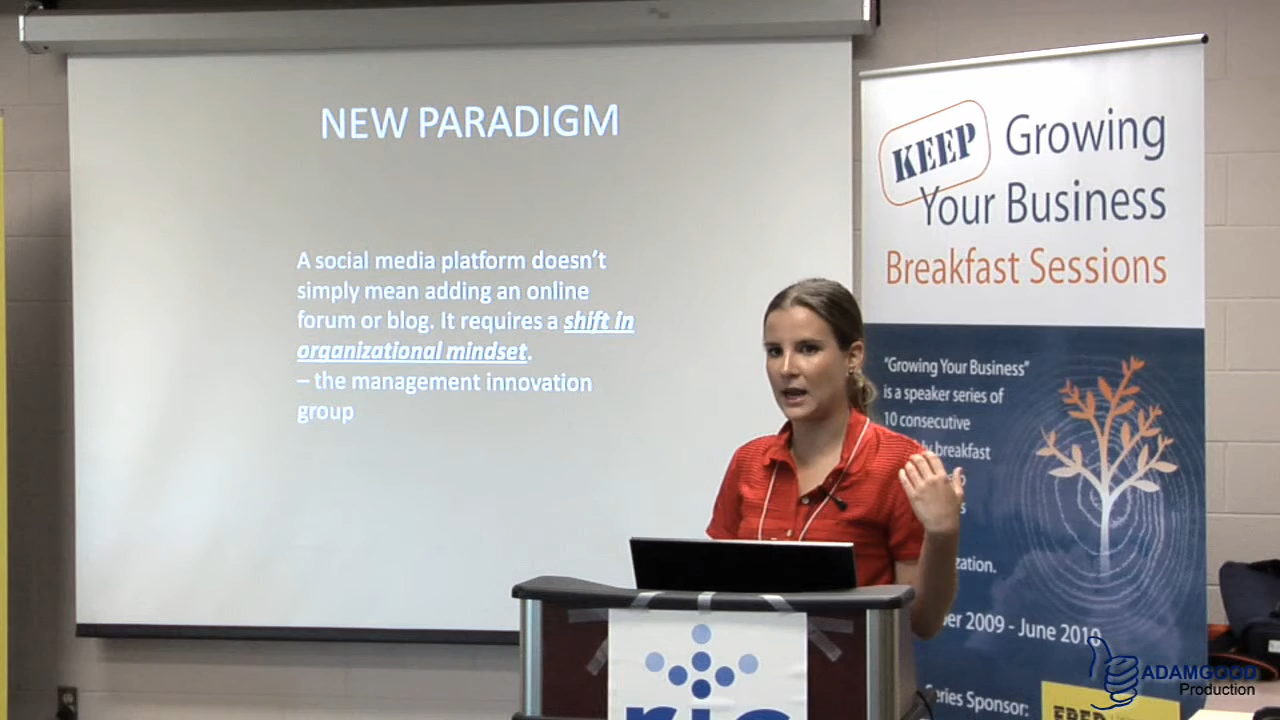 NEW PARADIGM
A social media platform doesn't
simply mean adding an online
forum or blog. It requires a shift in
organizational mindset.
– the management innovation
group
KEEP Growing
Your Business
Breakfast Sessions
"Growing Your Business"
is a speaker series of
10 consecutive
breakfast
2009 - June 2010
Series Sponsor:
ADAMGOOD
Production